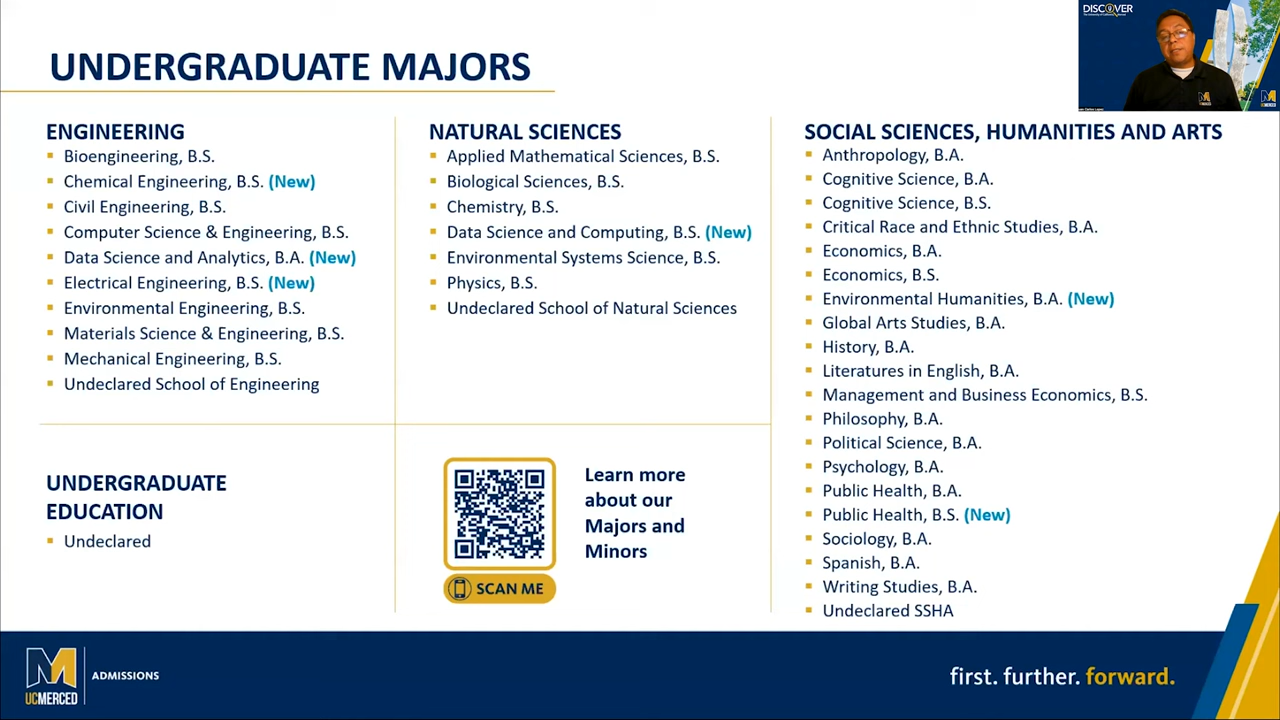 UNDERGRADUATE MAJORS
DISCOVER
ENGINEERING
Bioengineering, B.S.
Chemical Engineering, B.S. (New)
Civil Engineering, B.S.
Computer Science & Engineering, B.S.
Data Science and Analytics, B.A. (New)
Electrical Engineering, B.S. (New)
Environmental Engineering, B.S.
Materials Science & Engineering, B.S.
Mechanical Engineering, B.S.
Undeclared School of Engineering
NATURAL SCIENCES
Applied Mathematical Sciences, B.S.
Biological Sciences, B.S.
Chemistry, B.S.
Data Science and Computing, B.S. (New)
Environmental Systems Science, B.S.
Physics, B.S.
Undeclared School of Natural Sciences
SOCIAL SCIENCES, HUMANITIES AND ARTS
Anthropology, B.A.
Cognitive Science, B.A.
Cognitive Science, B.S.
Critical Race and Ethnic Studies, B.A.
Economics, B.A.
Economics, B.S.
Environmental Humanities, B.A. (New)
Global Arts Studies, B.A.
History, B.A.
Literatures in English, B.A.
Management and Business Economics, B.S.
Philosophy, B.A.
Political Science, B.A.
Psychology, B.A.
Public Health, B.A.
Public Health, B.S. (New)
Sociology, B.A.
Spanish, B.A.
Writing Studies, B.A.
Undeclared SSHA
UNDERGRADUATE
EDUCATION
Undeclared
Learn more
about our
Majors and
Minors
SCAN ME
M
UCMERCED
ADMISSIONS
first. further. forward.